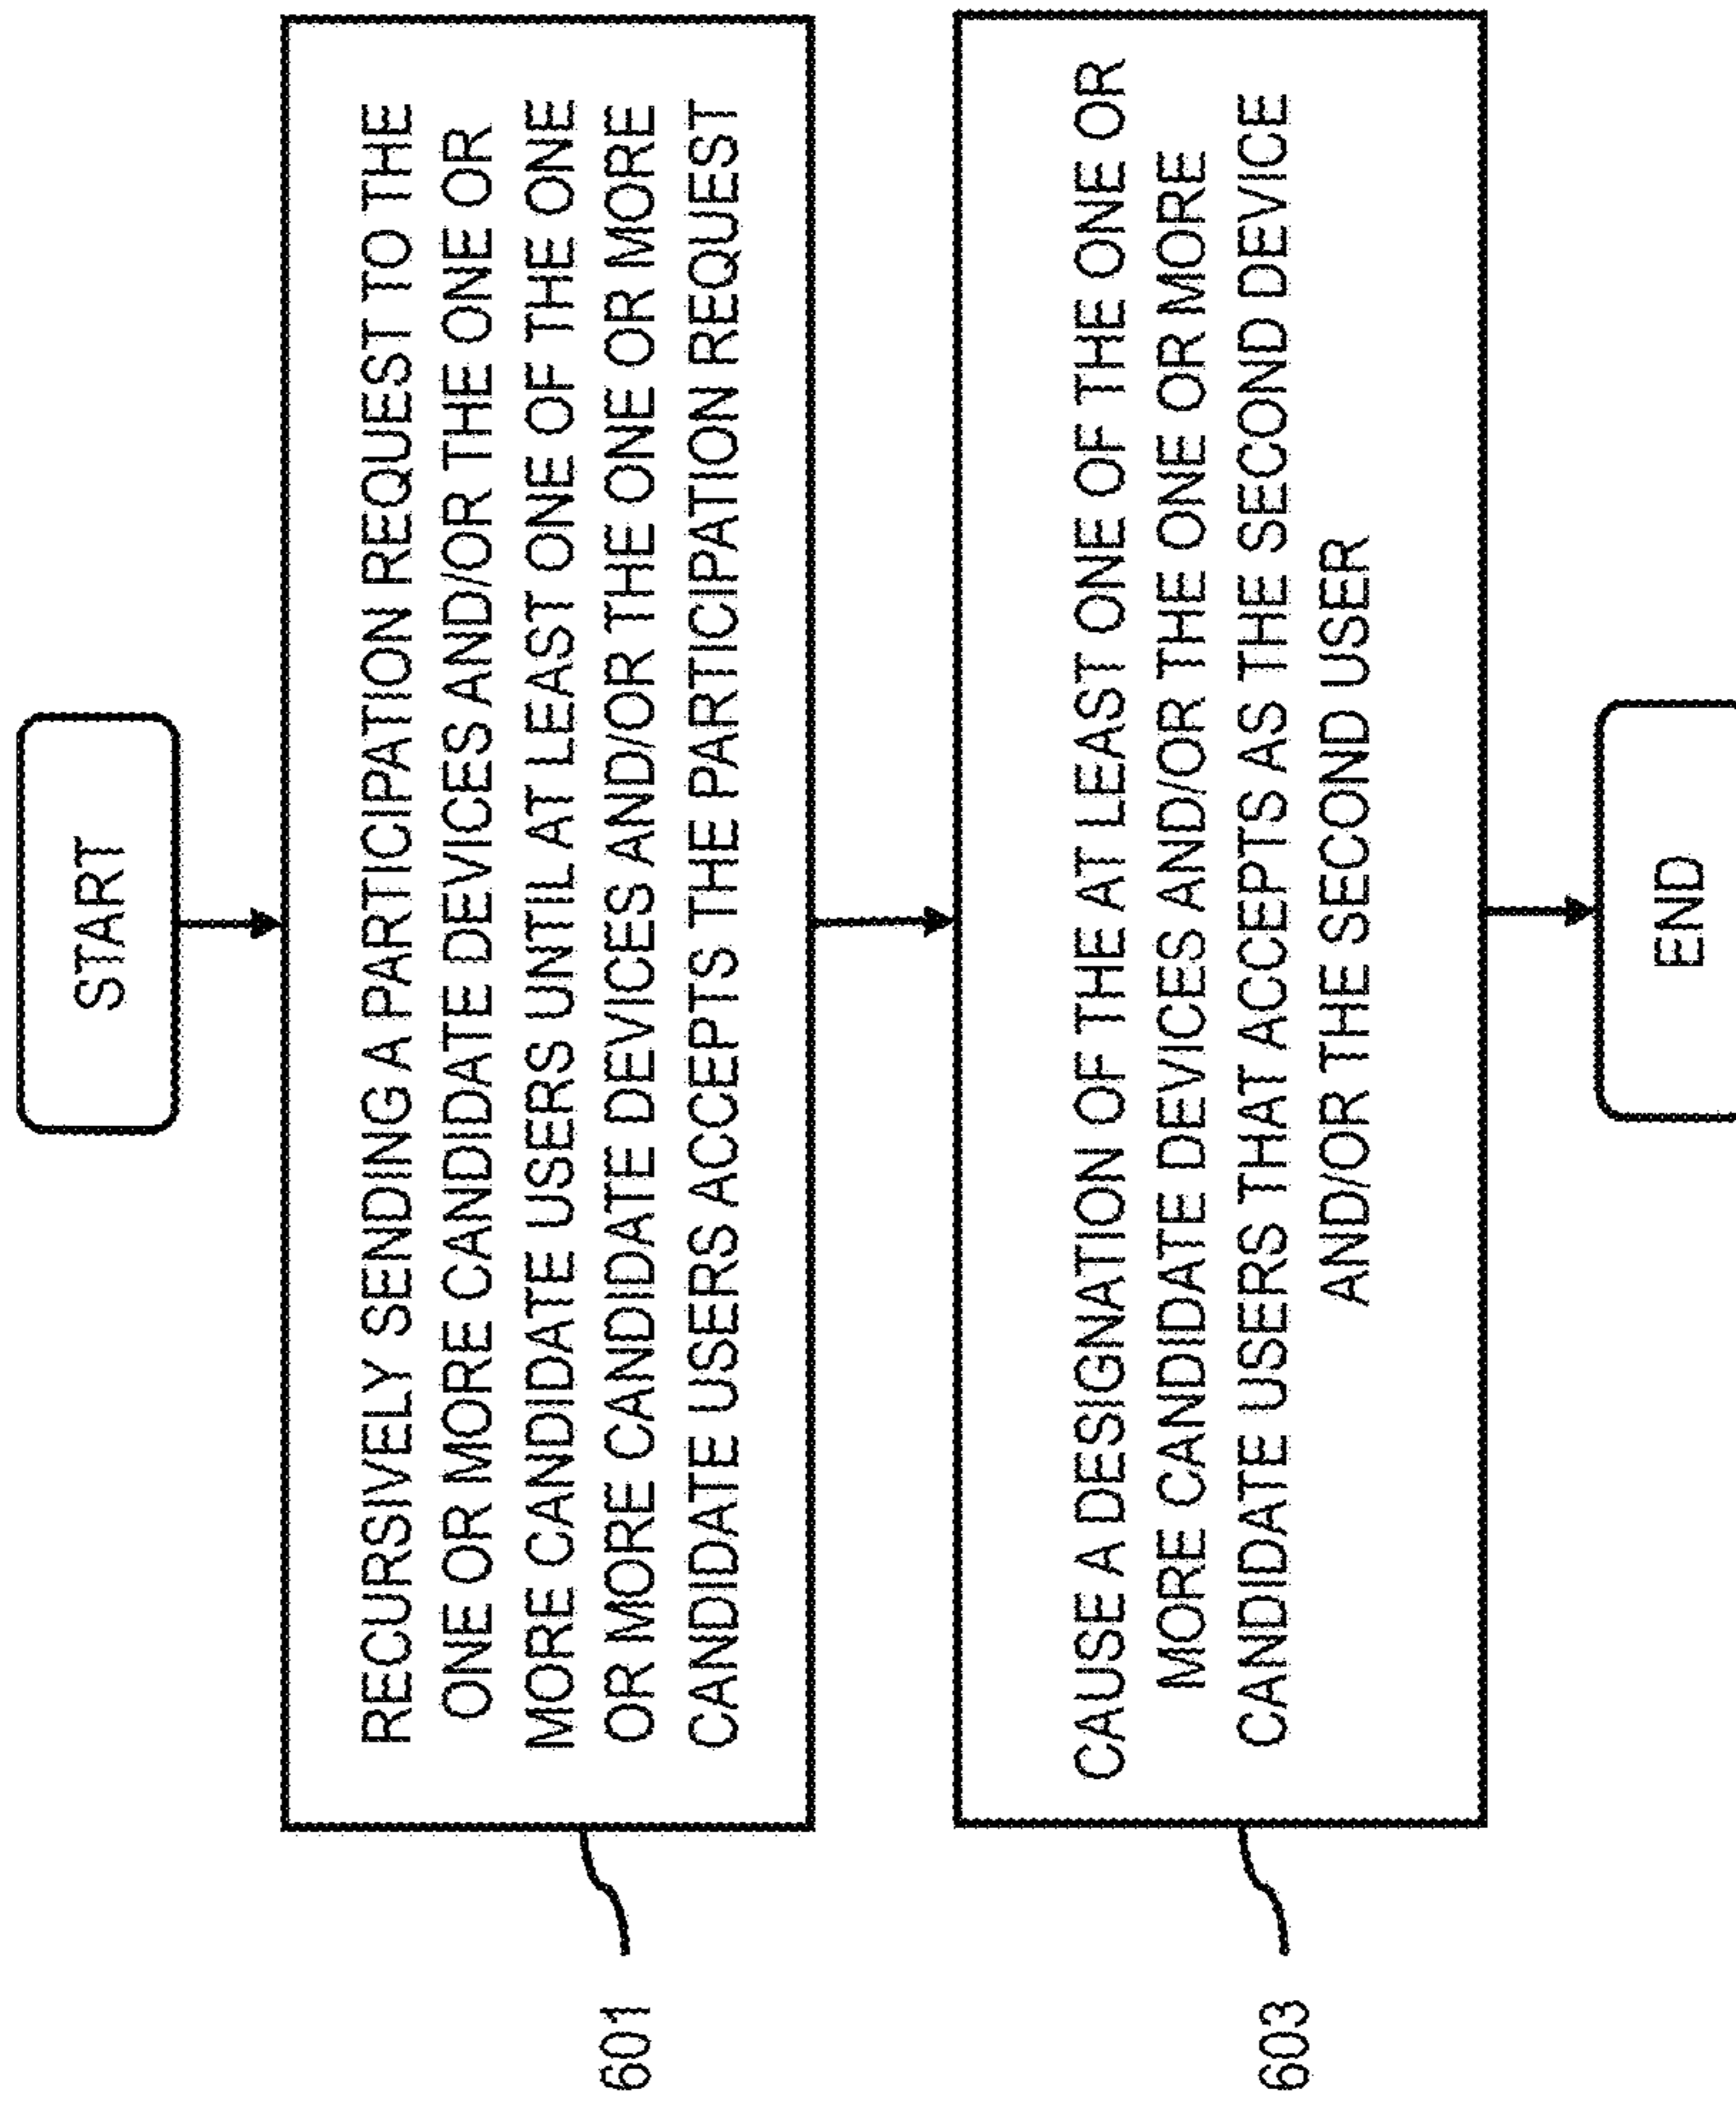 START
RECURSIVELY SENDING A PARTICIPATION REQUEST TO THE
ONE OR MORE CANDIDATE DEVICES AND/OR THE ONE OR
MORE CANDIDATE USERS UNTIL AT LEAST ONE OF THE ONE
OR MORE CANDIDATE DEVICES AND/OR THE ONE OR MORE
CANDIDATE USERS ACCEPTS THE PARTICIPATION REQUEST
601
CAUSE A DESIGNATION OF THE AT LEAST ONE OF THE ONE OR
MORE CANDIDATE DEVICES AND/OR THE ONE OR MORE
CANDIDATE USERS THAT ACCEPTS AS THE SECOND DEVICE
AND/OR THE SECOND USER
603
END